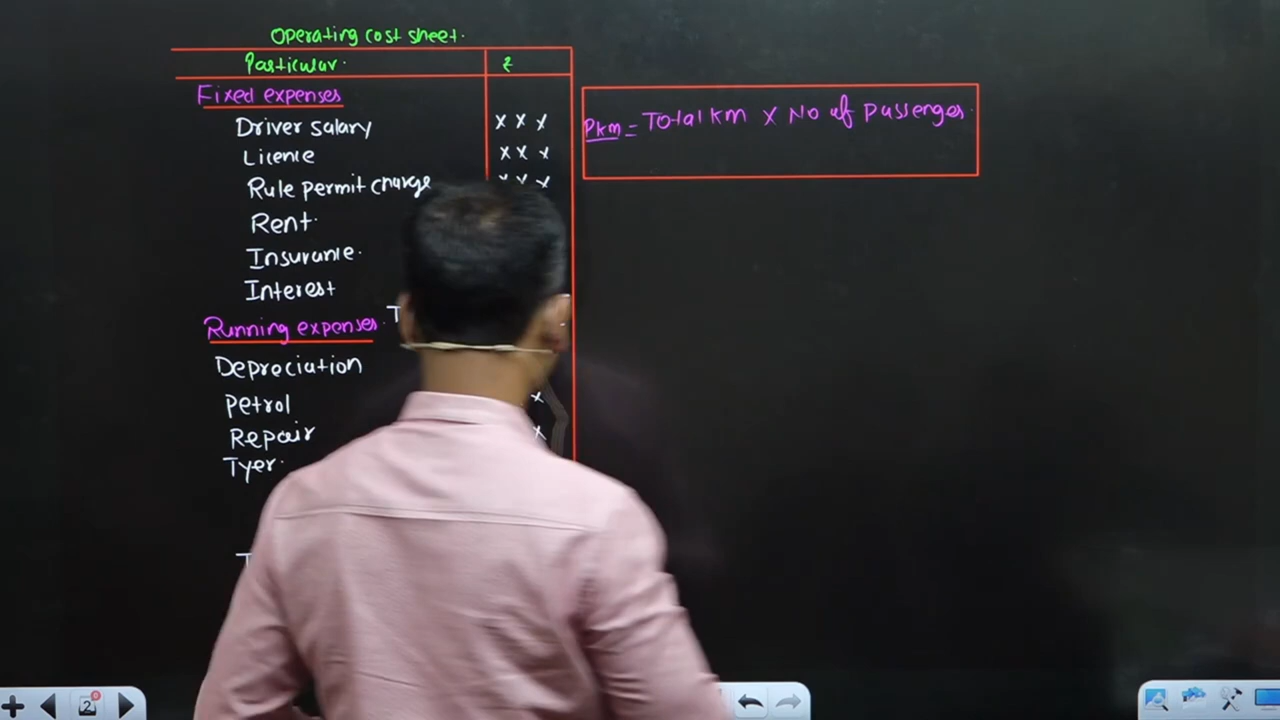 Operating cost sheet.
Particular. ₹
Fixed expenses
Driver salary x x x
Licence x x x
Rule permit charge x x x
Rent.
Insurance.
Interest
T
Running expenses.
Depreciation
Petrol x
Repair x
Tyer.
T
Pkm = Total km x No of Passenger.
2